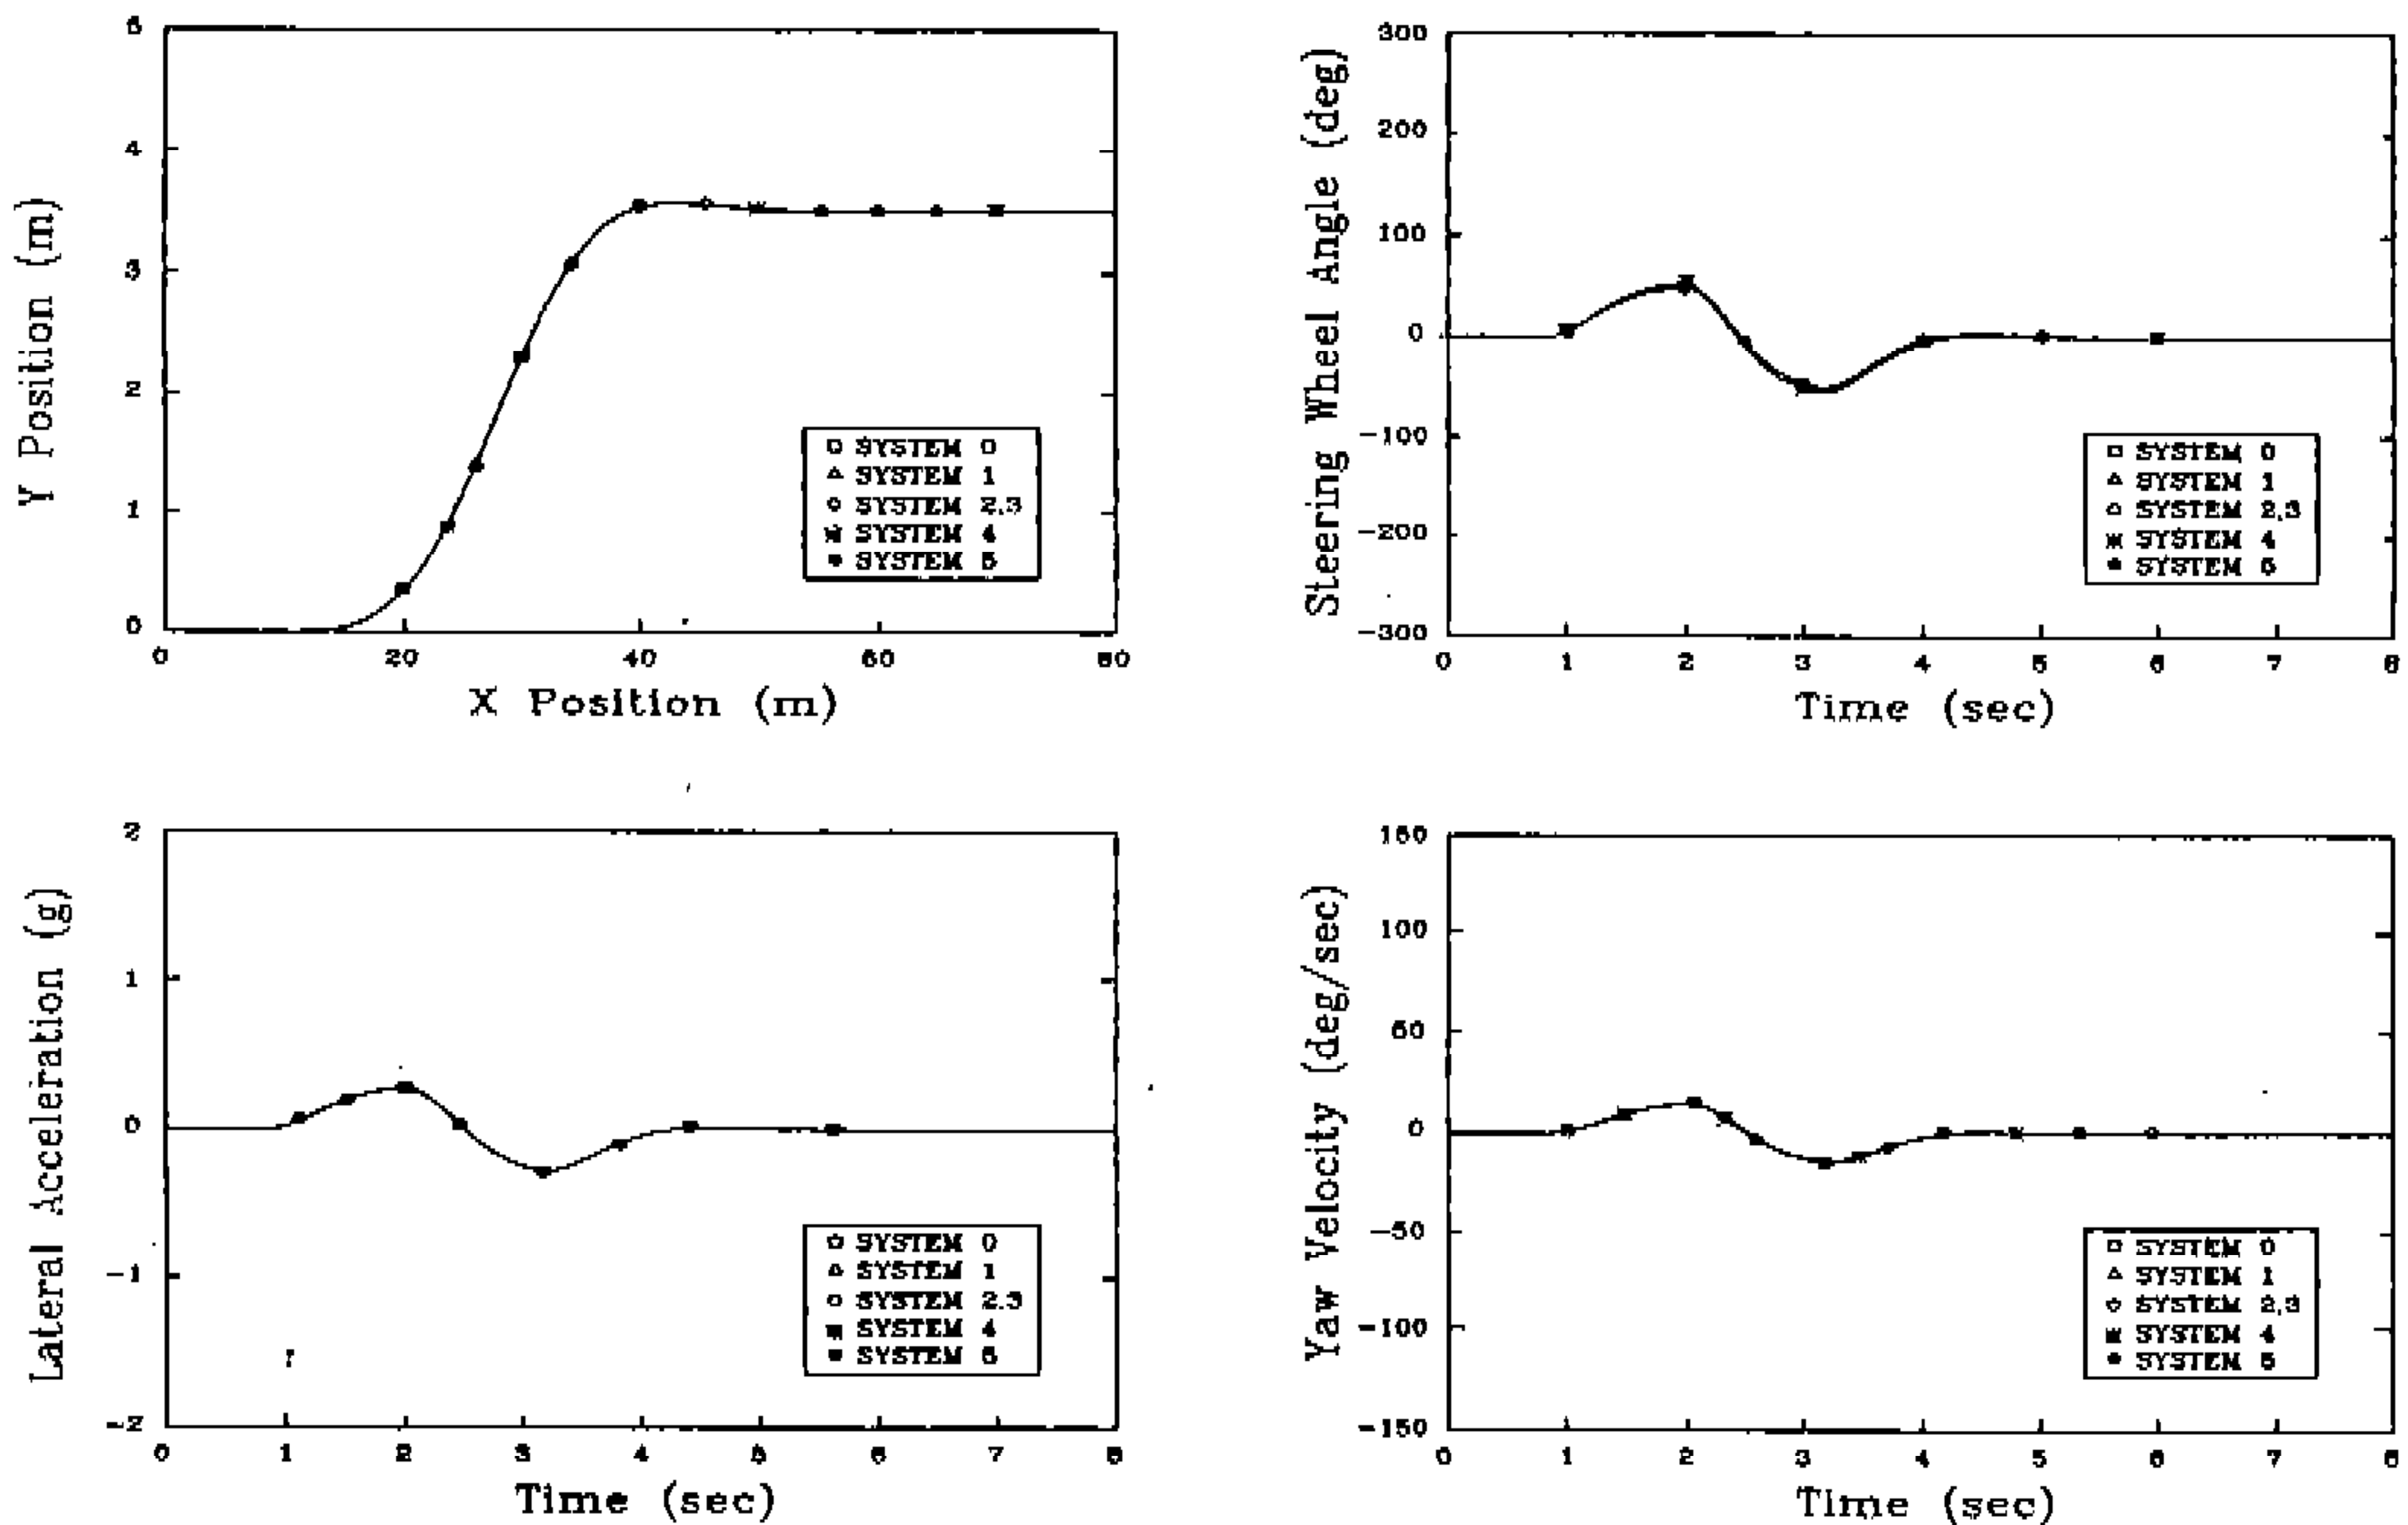 5
4
3
2
1
0
Y Position (m)
0 20 40 60 80
X Position (m)
SYSTEM 0
SYSTEM 1
SYSTEM 2,3
SYSTEM 4
SYSTEM 5
300
200
100
0
-100
-200
-300
Steering Wheel Angle (deg)
0 1 2 3 4 5 6 7 8
Time (sec)
SYSTEM 0
SYSTEM 1
SYSTEM 2,3
SYSTEM 4
SYSTEM 5
2
1
0
-1
-2
Lateral Acceleration (g)
0 1 2 3 4 5 6 7 8
Time (sec)
SYSTEM 0
SYSTEM 1
SYSTEM 2,3
SYSTEM 4
SYSTEM 5
150
100
50
0
-50
-100
-150
Yaw Velocity (deg/sec)
0 1 2 3 4 5 6 7 8
Time (sec)
SYSTEM 0
SYSTEM 1
SYSTEM 2,3
SYSTEM 4
SYSTEM 5